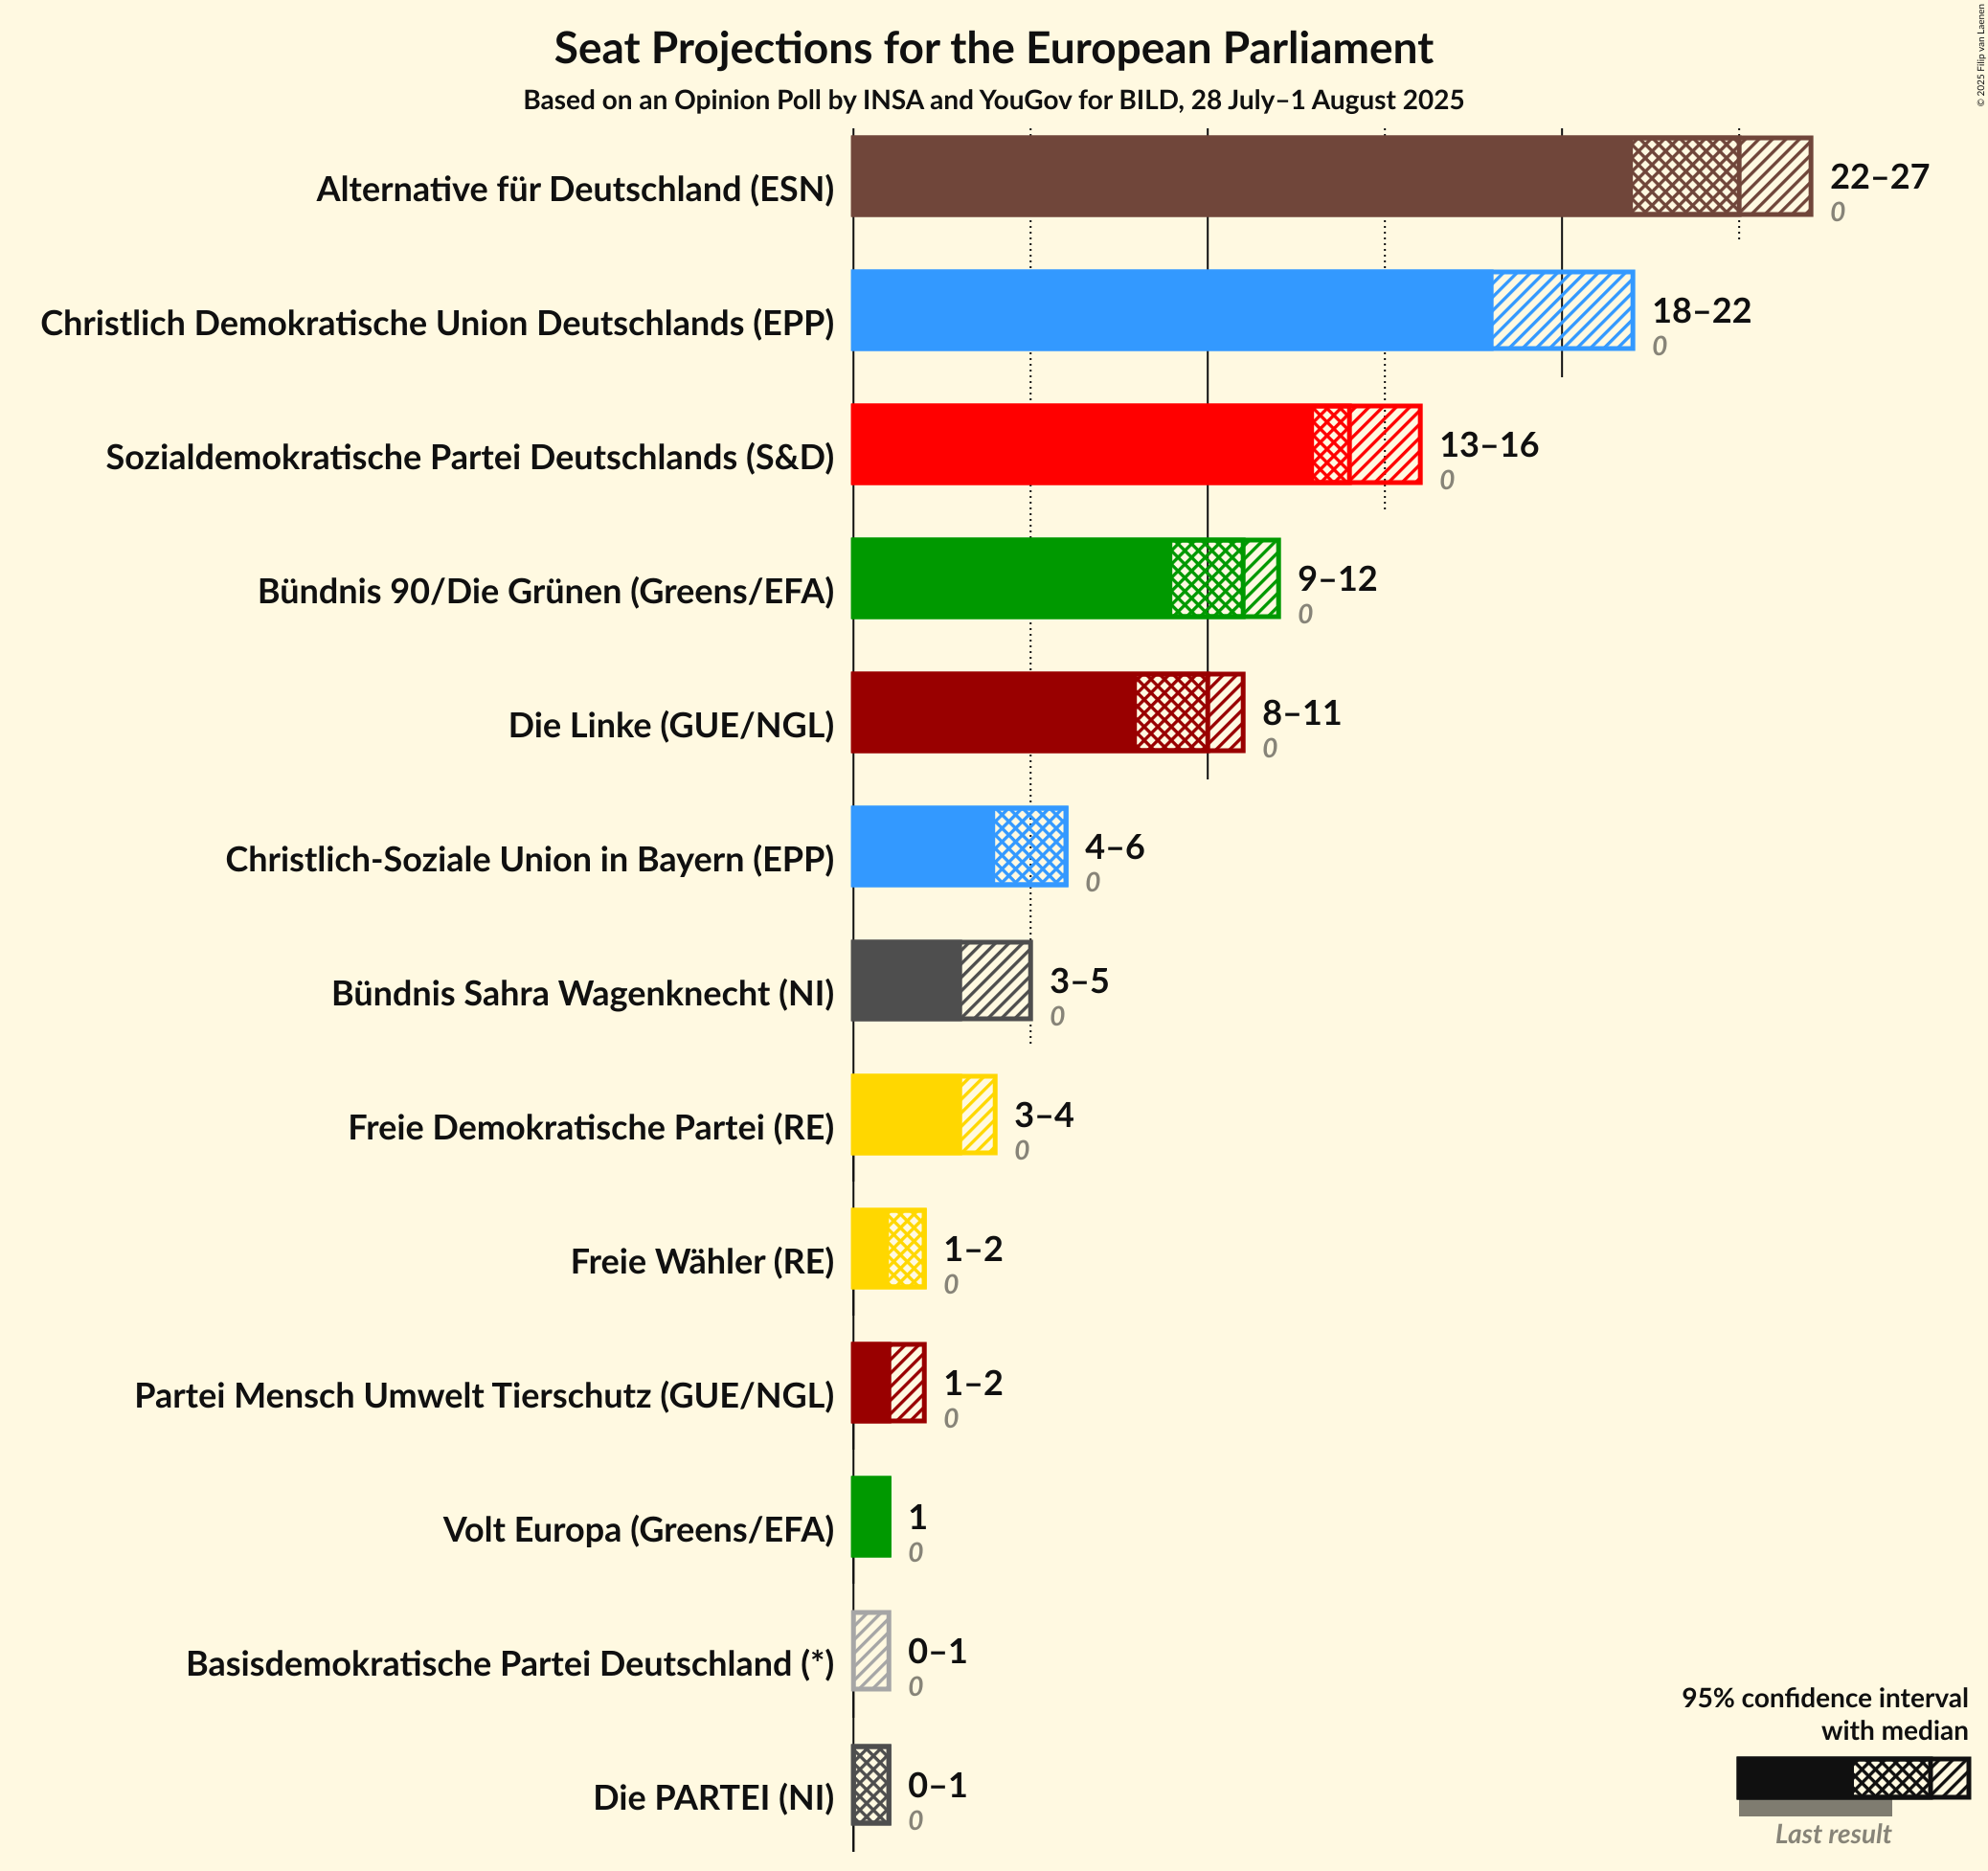 Seat Projections for the European Parliament
Based on an Opinion Poll by INSA and YouGov for BILD, 28 July–1 August 2025
© 2025 Filip van Laenen
Alternative für Deutschland (ESN)
22–27
0
Christlich Demokratische Union Deutschlands (EPP)
18–22
0
Sozialdemokratische Partei Deutschlands (S&D)
13–16
0
Bündnis 90/Die Grünen (Greens/EFA)
9–12
0
Die Linke (GUE/NGL)
8–11
0
Christlich-Soziale Union in Bayern (EPP)
4–6
0
Bündnis Sahra Wagenknecht (NI)
3–5
0
Freie Demokratische Partei (RE)
3–4
0
Freie Wähler (RE)
1–2
0
Partei Mensch Umwelt Tierschutz (GUE/NGL)
1–2
0
Volt Europa (Greens/EFA)
1
0
Basisdemokratische Partei Deutschland (*)
0–1
0
Die PARTEI (NI)
0–1
0
95% confidence interval
with median
Last result